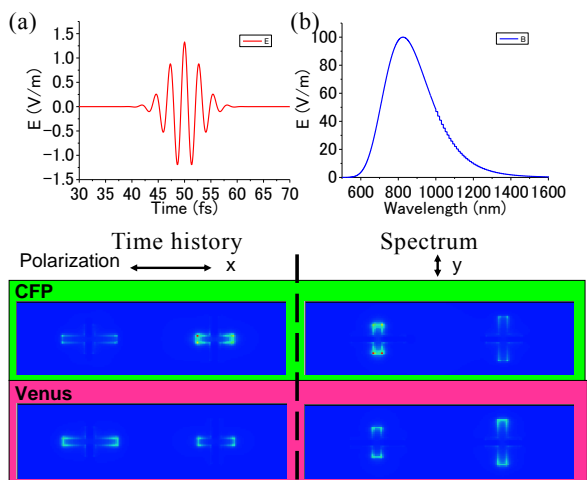 (a)
(b)
E (V/m)
1.5
1.0
0.5
0.0
-0.5
-1.0
-1.5
E
30 40 45 50 55 60 65 70
Time (fs)
E (V/m)
100
80
60
40
20
0
B
600 800 1000 1200 1400 1600
Wavelength (nm)
Time history
Spectrum
Polarization
x
y
CFP
Venus